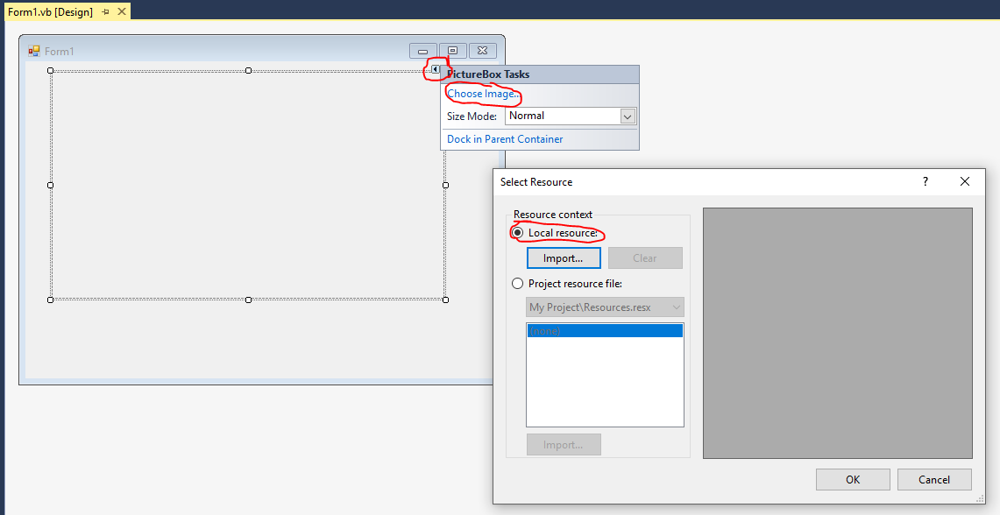 Form1.vb [Design]
Form1
PictureBox Tasks
Choose Image...
Size Mode: Normal
Dock in Parent Container
Select Resource ?
Resource context
Local resource:
Import... Clear
Project resource file:
My Project\Resources.resx
(none)
Import...
OK Cancel